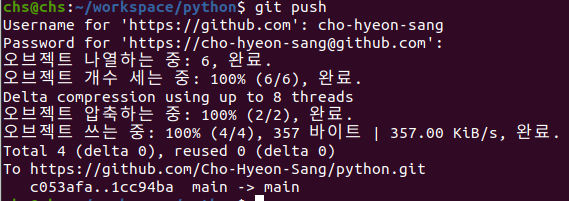 chs@chs:~/workspace/python$ git push
Username for 'https://github.com': cho-hyeon-sang
Password for 'https://cho-hyeon-sang@github.com':
오브젝트 나열하는 중: 6, 완료.
오브젝트 개수 세는 중: 100% (6/6), 완료.
Delta compression using up to 8 threads
오브젝트 압축하는 중: 100% (2/2), 완료.
오브젝트 쓰는 중: 100% (4/4), 357 바이트 | 357.00 KiB/s, 완료.
Total 4 (delta 0), reused 0 (delta 0)
To https://github.com/Cho-Hyeon-Sang/python.git
   c053afa..1cc94ba  main -> main